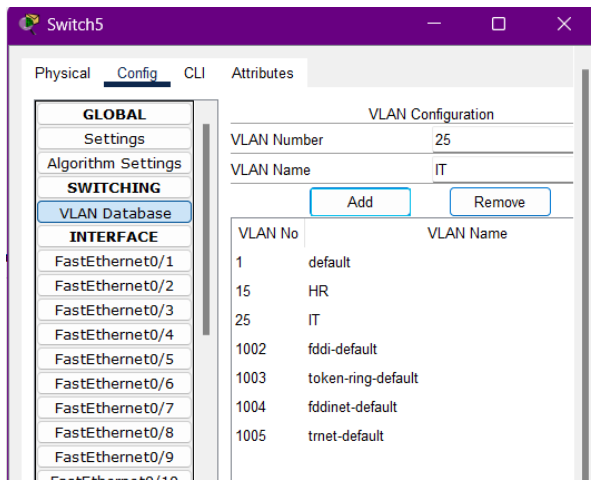 Switch5
Physical Config CLI Attributes
GLOBAL
Settings
Algorithm Settings
SWITCHING
VLAN Database
INTERFACE
FastEthernet0/1
FastEthernet0/2
FastEthernet0/3
FastEthernet0/4
FastEthernet0/5
FastEthernet0/6
FastEthernet0/7
FastEthernet0/8
FastEthernet0/9
FastEthernet0/10
VLAN Configuration
VLAN Number 25
VLAN Name IT
Add Remove
VLAN No VLAN Name
1 default
15 HR
25 IT
1002 fddi-default
1003 token-ring-default
1004 fddinet-default
1005 trnet-default